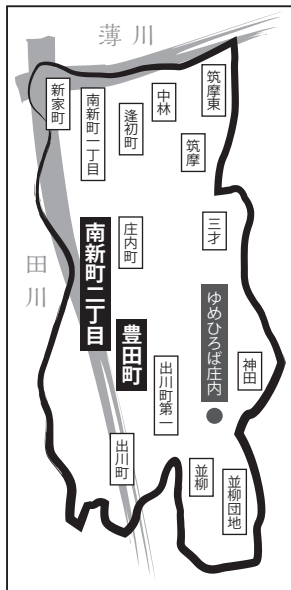 薄川
筑摩東
中林
逢初町
南新町一丁目
新家町
筑摩
三才
庄内町
南新町二丁目
田川
ゆめひろば庄内
豊田町
神田
出川町第一
出川町
並柳
並柳団地